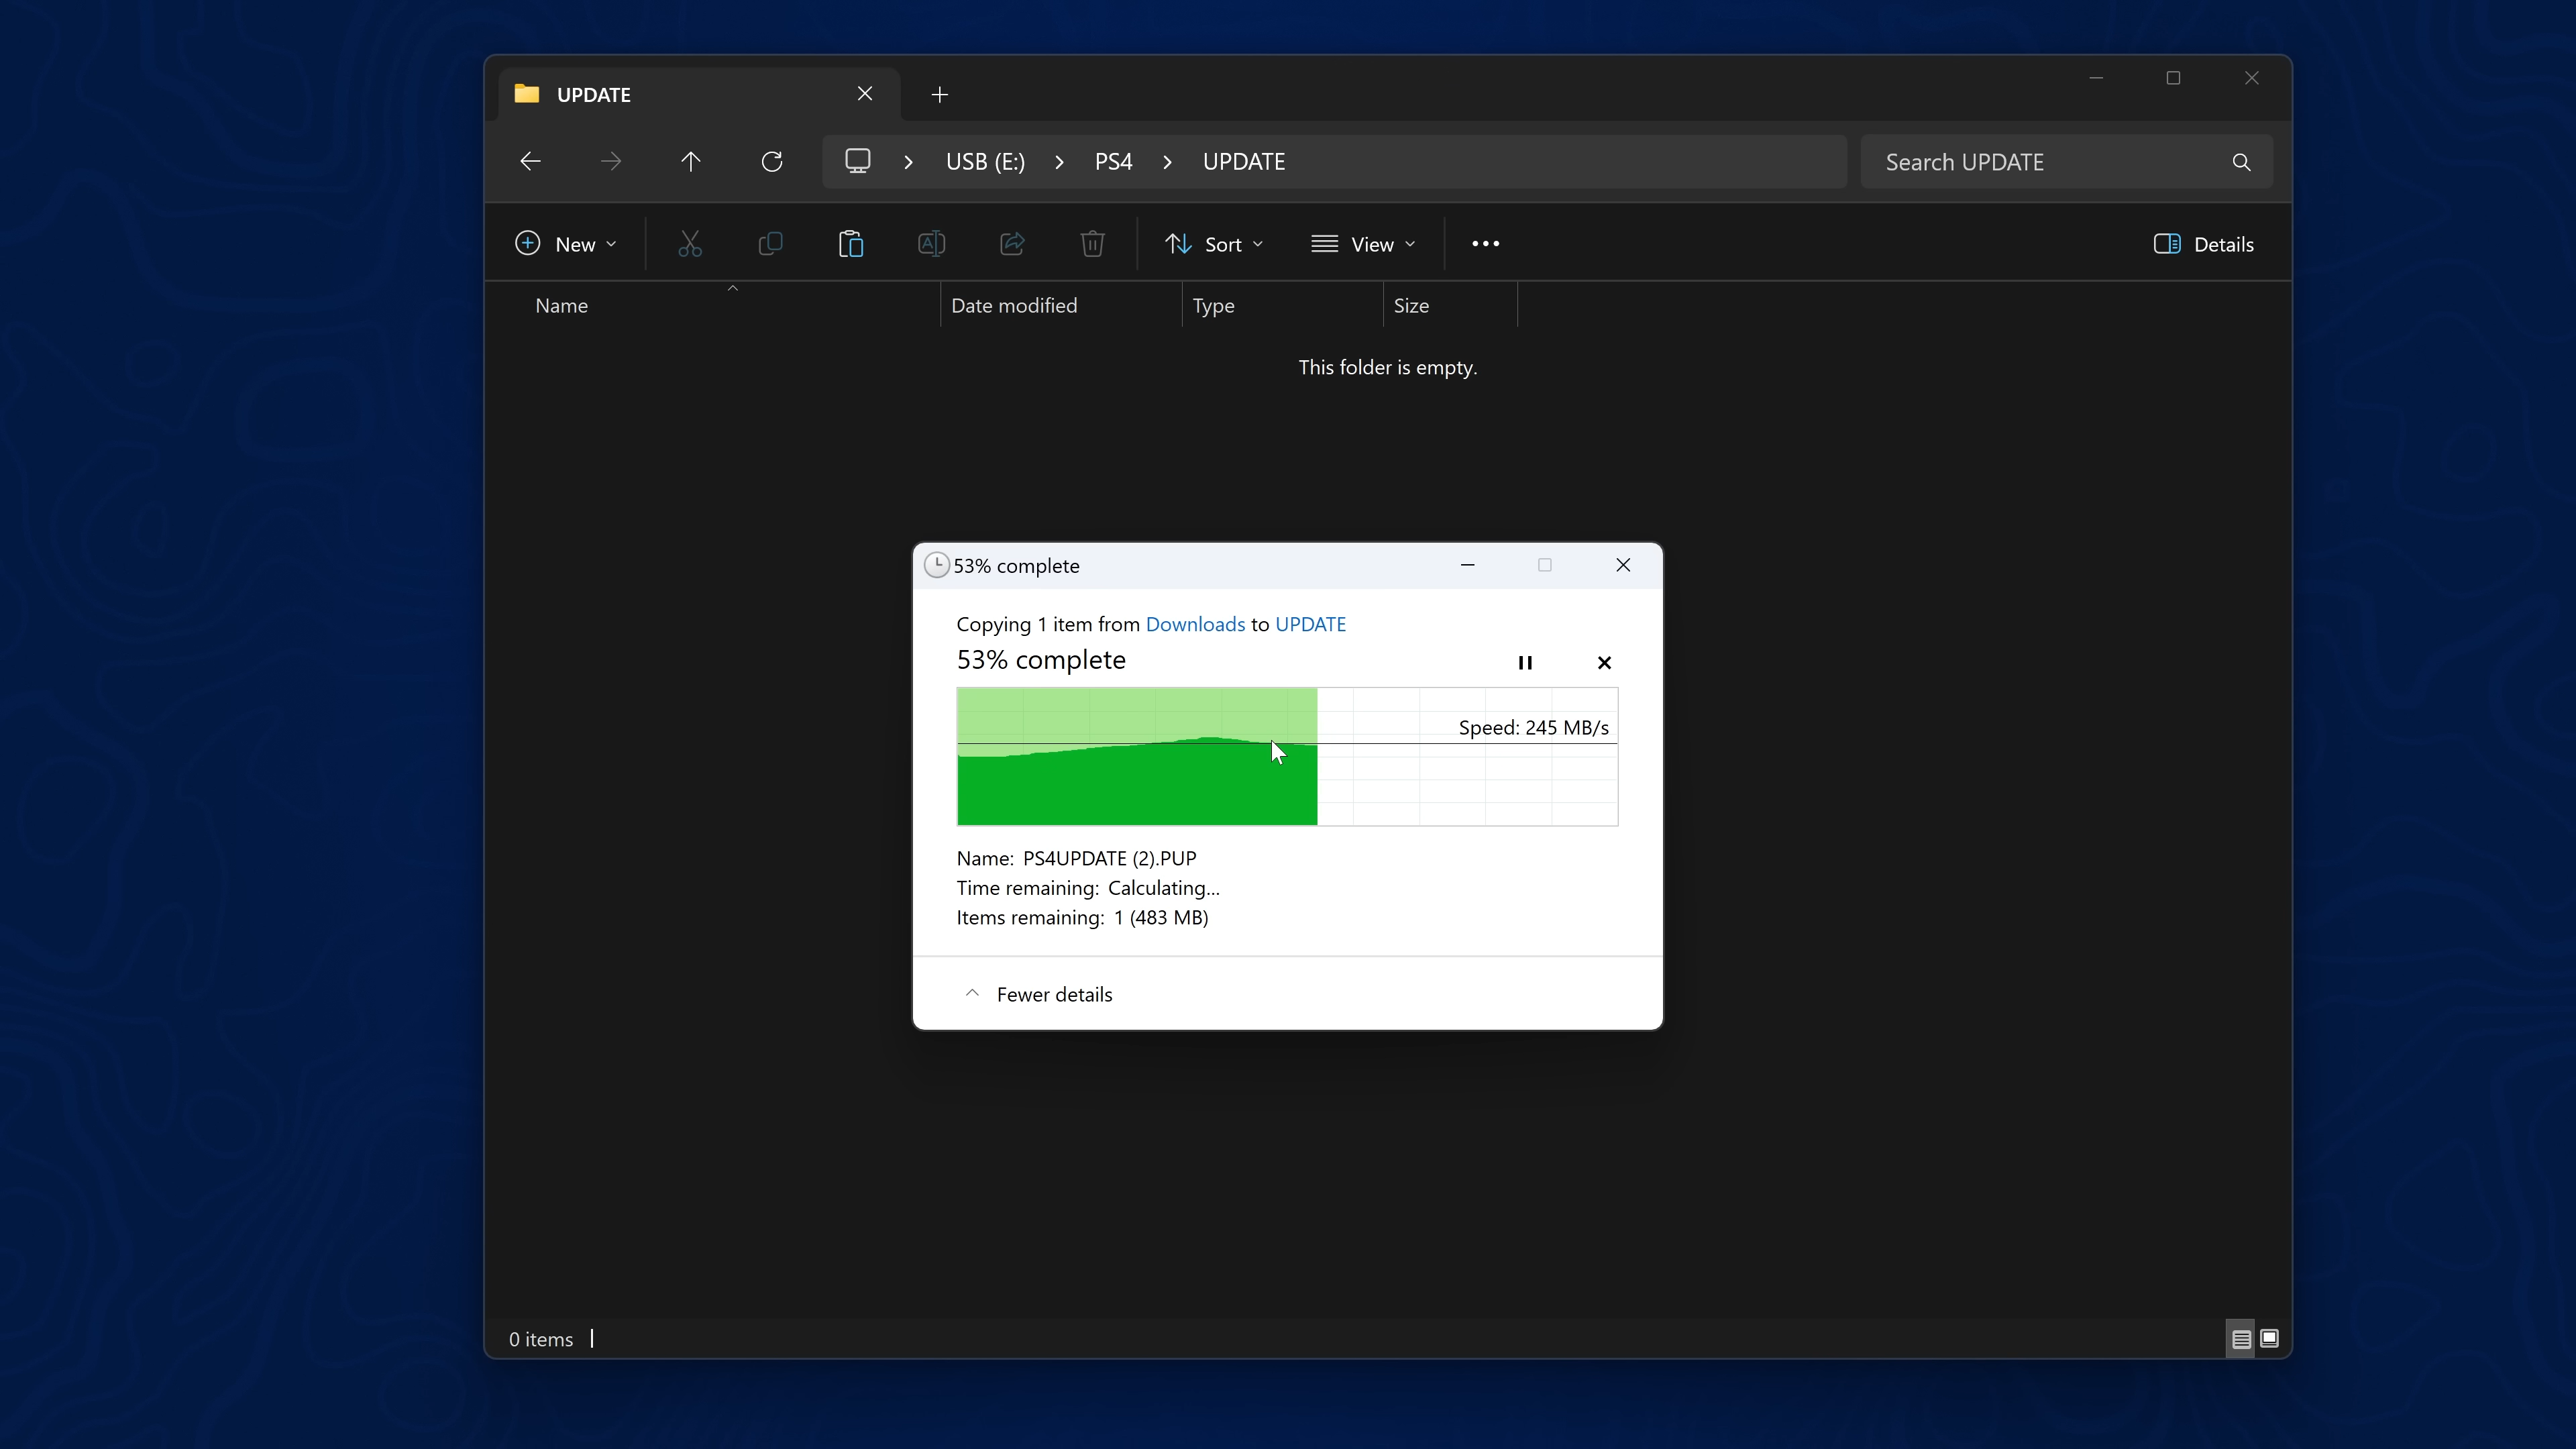 UPDATE
USB (E:) > PS4 > UPDATE
Search UPDATE
New
Sort
View
Details
Name
Date modified
Type
Size
This folder is empty.
53% complete
Copying 1 item from Downloads to UPDATE
53% complete
Speed: 245 MB/s
Name: PS4UPDATE (2).PUP
Time remaining: Calculating...
Items remaining: 1 (483 MB)
Fewer details
0 items